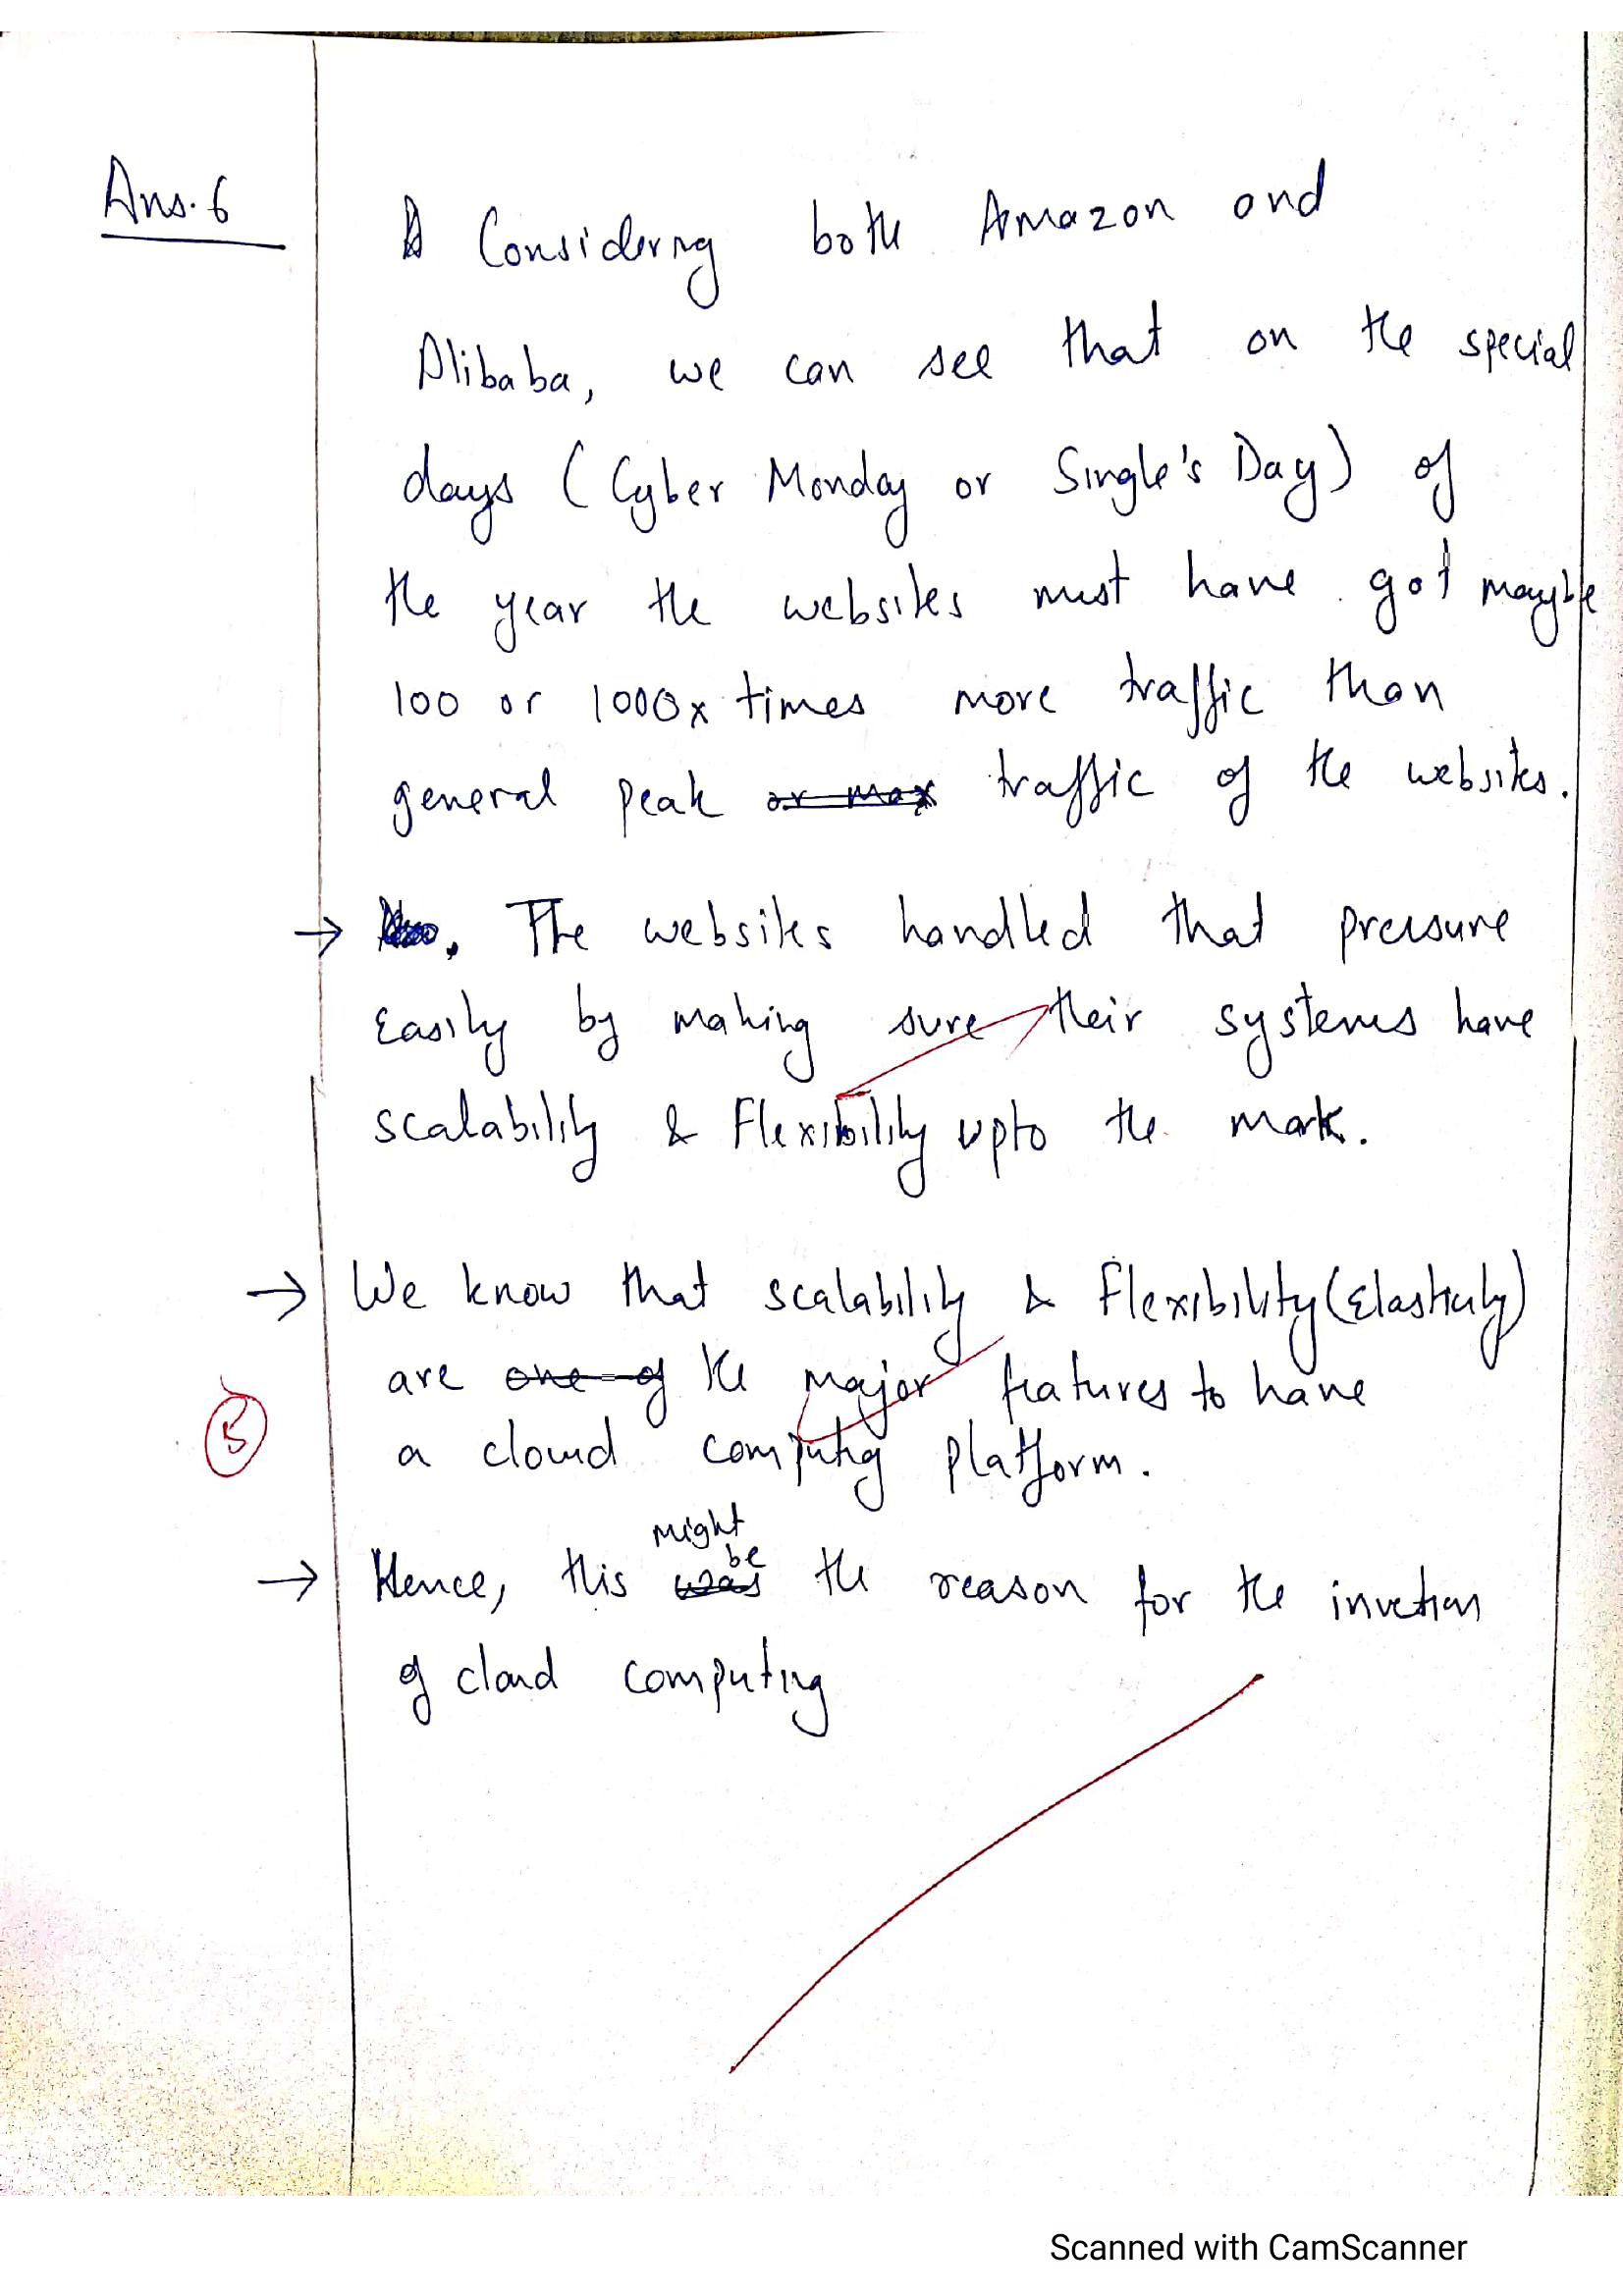 Ans.6
Considerng both Amazon and
Alibaba, we can see that on the special
days (Cyber Monday or Single's Day) of
the year the websites must have got maybe
100 or 1000x times more traffic than
general peak or max traffic of the websites.
→ The websites handled that pressure
Easily by making sure their systems have
scalability & Flexibility upto the mark.
→ We know that scalability & Flexibility (Elasticity)
are one of the major features to have
a cloud computing platform.
5
might be
→ Hence, this was the reason for the invetion
of cloud computing
Scanned with CamScanner